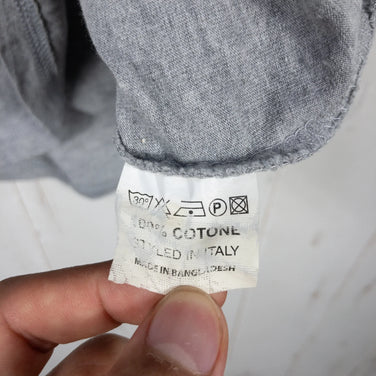 30° P
100% COTONE
STYLED IN ITALY
MADE IN BANGLADESH